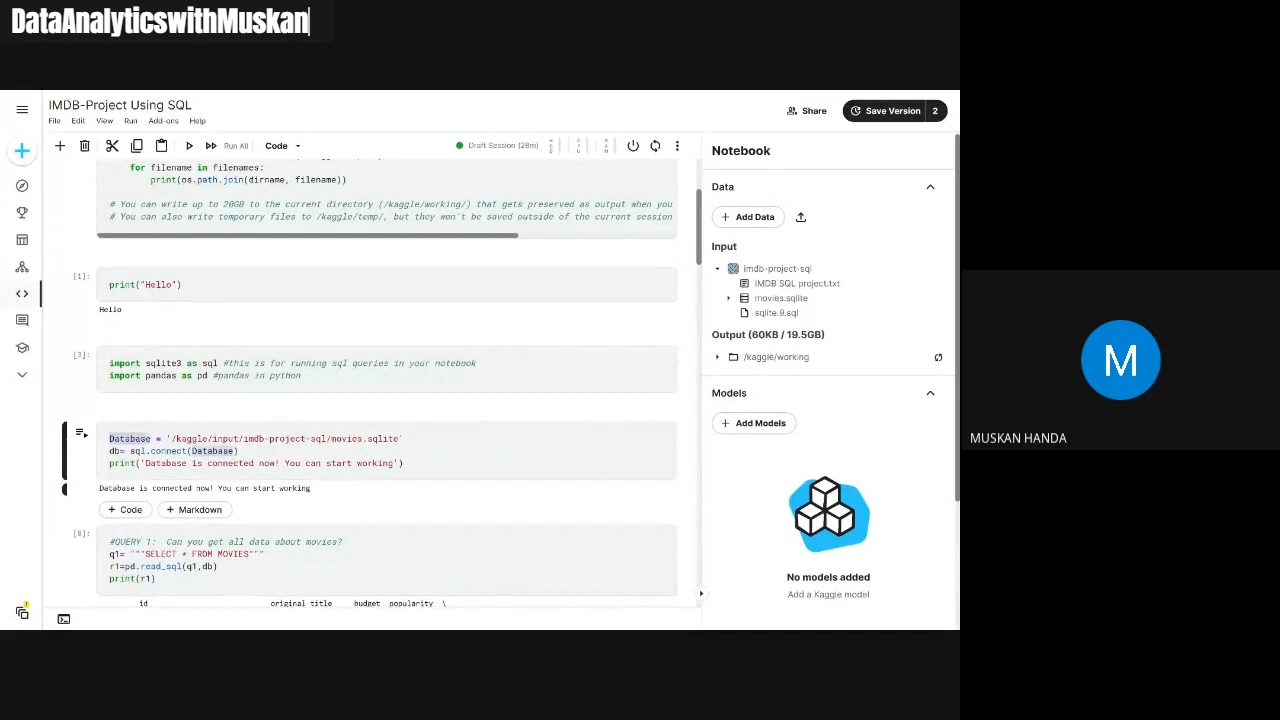 DataAnalyticswithMuskan
IMDB-Project Using SQL
File Edit View Run Add-ons Help
Share
Save Version 2
Run All
Code
Draft Session (28m)
for filename in filenames:
print(os.path.join(dirname, filename))
# You can write up to 20GB to the current directory (/kaggle/working/) that gets preserved as output when you
# You can also write temporary files to /kaggle/temp/, but they won't be saved outside of the current session
[1]:
print("Hello")
Hello
[3]:
import sqlite3 as sql #this is for running sql queries in your notebook
import pandas as pd #pandas in python
Database = '/kaggle/input/imdb-project-sql/movies.sqlite'
db= sql.connect(Database)
print('Database is connected now! You can start working')
Database is connected now! You can start working
+ Code + Markdown
[8]:
#QUERY 1: Can you get all data about movies?
q1= """SELECT * FROM MOVIES"""
r1=pd.read_sql(q1,db)
print(r1)
id original_title budget popularity \
Notebook
Data
+ Add Data
Input
imdb-project-sql
IMDB SQL project.txt
movies.sqlite
sqlite.9.sql
Output (60KB / 19.5GB)
/kaggle/working
Models
+ Add Models
No models added
Add a Kaggle model
M
MUSKAN HANDA